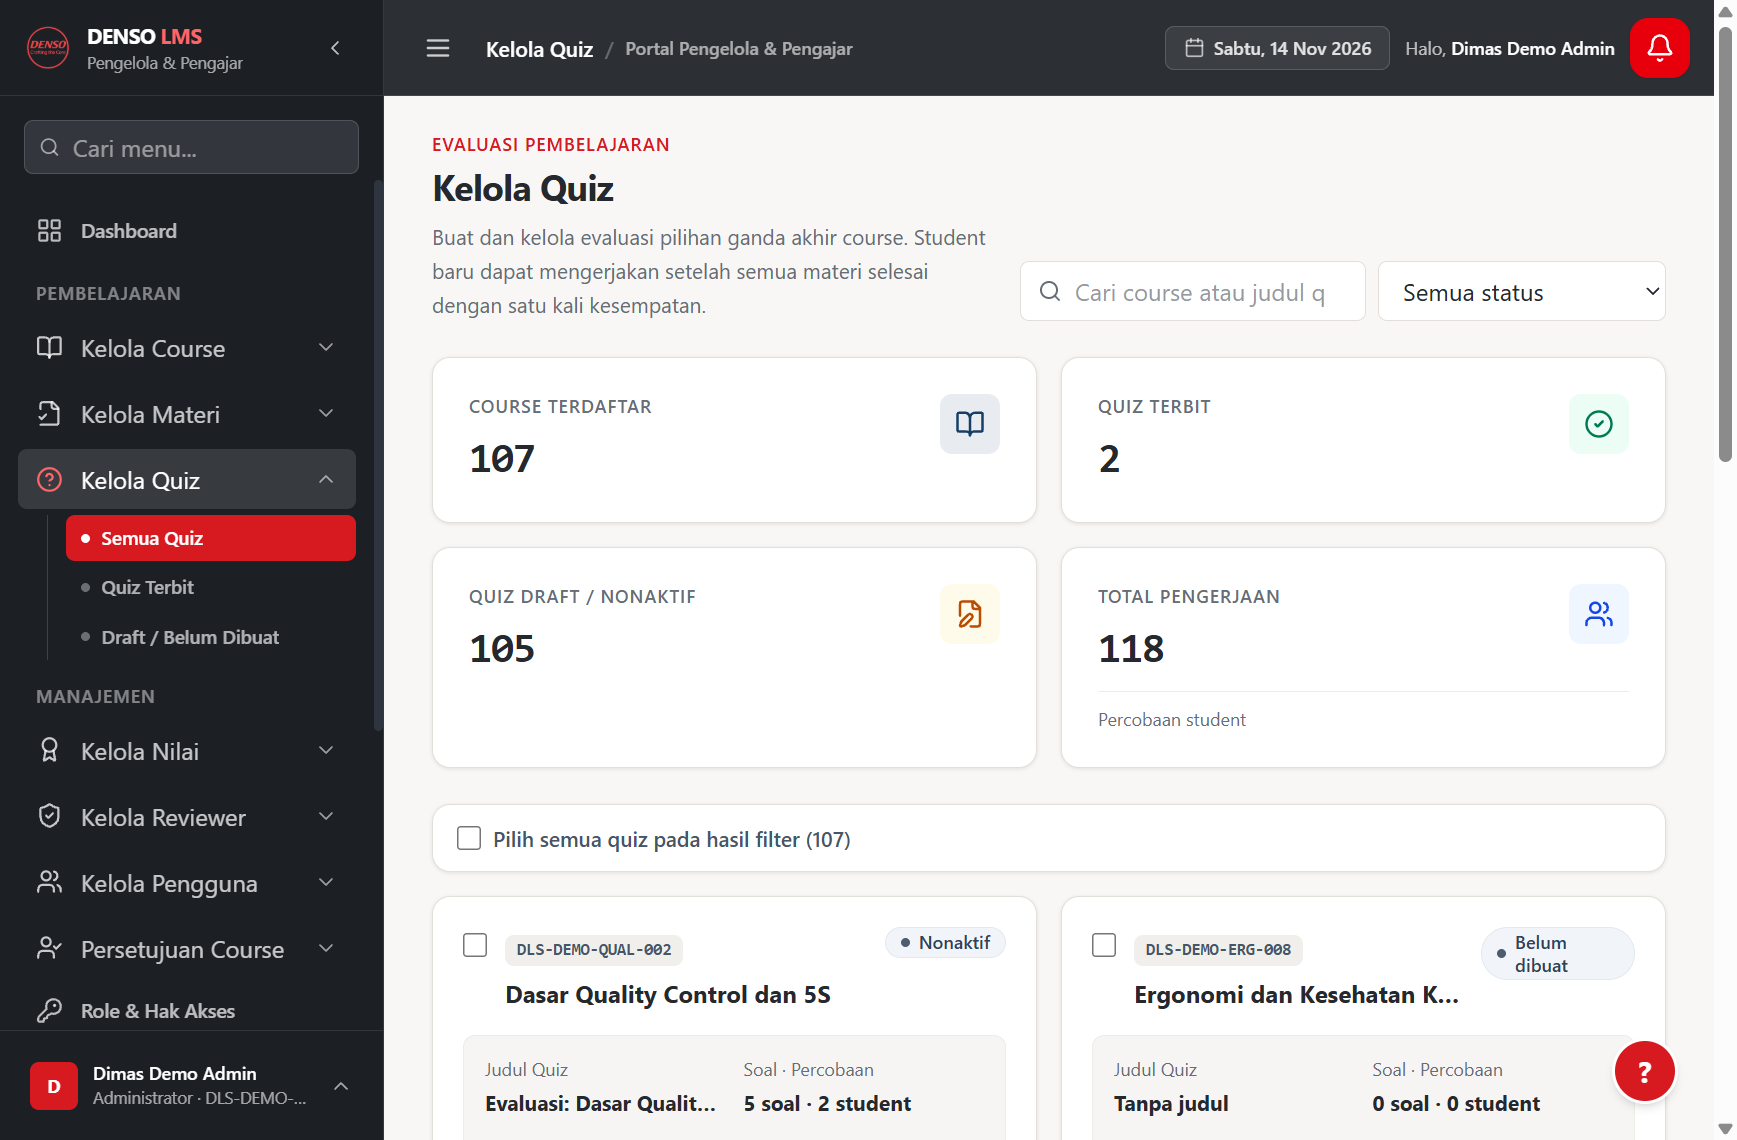 DENSO
Crafting the Core
DENSO LMS
Pengelola & Pengajar
Cari menu...
Dashboard
PEMBELAJARAN
Kelola Course
Kelola Materi
Kelola Quiz
Semua Quiz
Quiz Terbit
Draft / Belum Dibuat
MANAJEMEN
Kelola Nilai
Kelola Reviewer
Kelola Pengguna
Persetujuan Course
Role & Hak Akses
D
Dimas Demo Admin
Administrator · DLS-DEMO-...
Kelola Quiz / Portal Pengelola & Pengajar
Sabtu, 14 Nov 2026
Halo, Dimas Demo Admin
EVALUASI PEMBELAJARAN
Kelola Quiz
Buat dan kelola evaluasi pilihan ganda akhir course. Student
baru dapat mengerjakan setelah semua materi selesai
dengan satu kali kesempatan.
Cari course atau judul q
Semua status
COURSE TERDAFTAR
107
QUIZ TERBIT
2
QUIZ DRAFT / NONAKTIF
105
TOTAL PENGERJAAN
118
Percobaan student
Pilih semua quiz pada hasil filter (107)
DLS-DEMO-QUAL-002
Nonaktif
Dasar Quality Control dan 5S
Judul Quiz
Soal · Percobaan
Evaluasi: Dasar Qualit...
5 soal · 2 student
DLS-DEMO-ERG-008
Belum
dibuat
Ergonomi dan Kesehatan K...
Judul Quiz
Soal · Percobaan
Tanpa judul
0 soal · 0 student
?